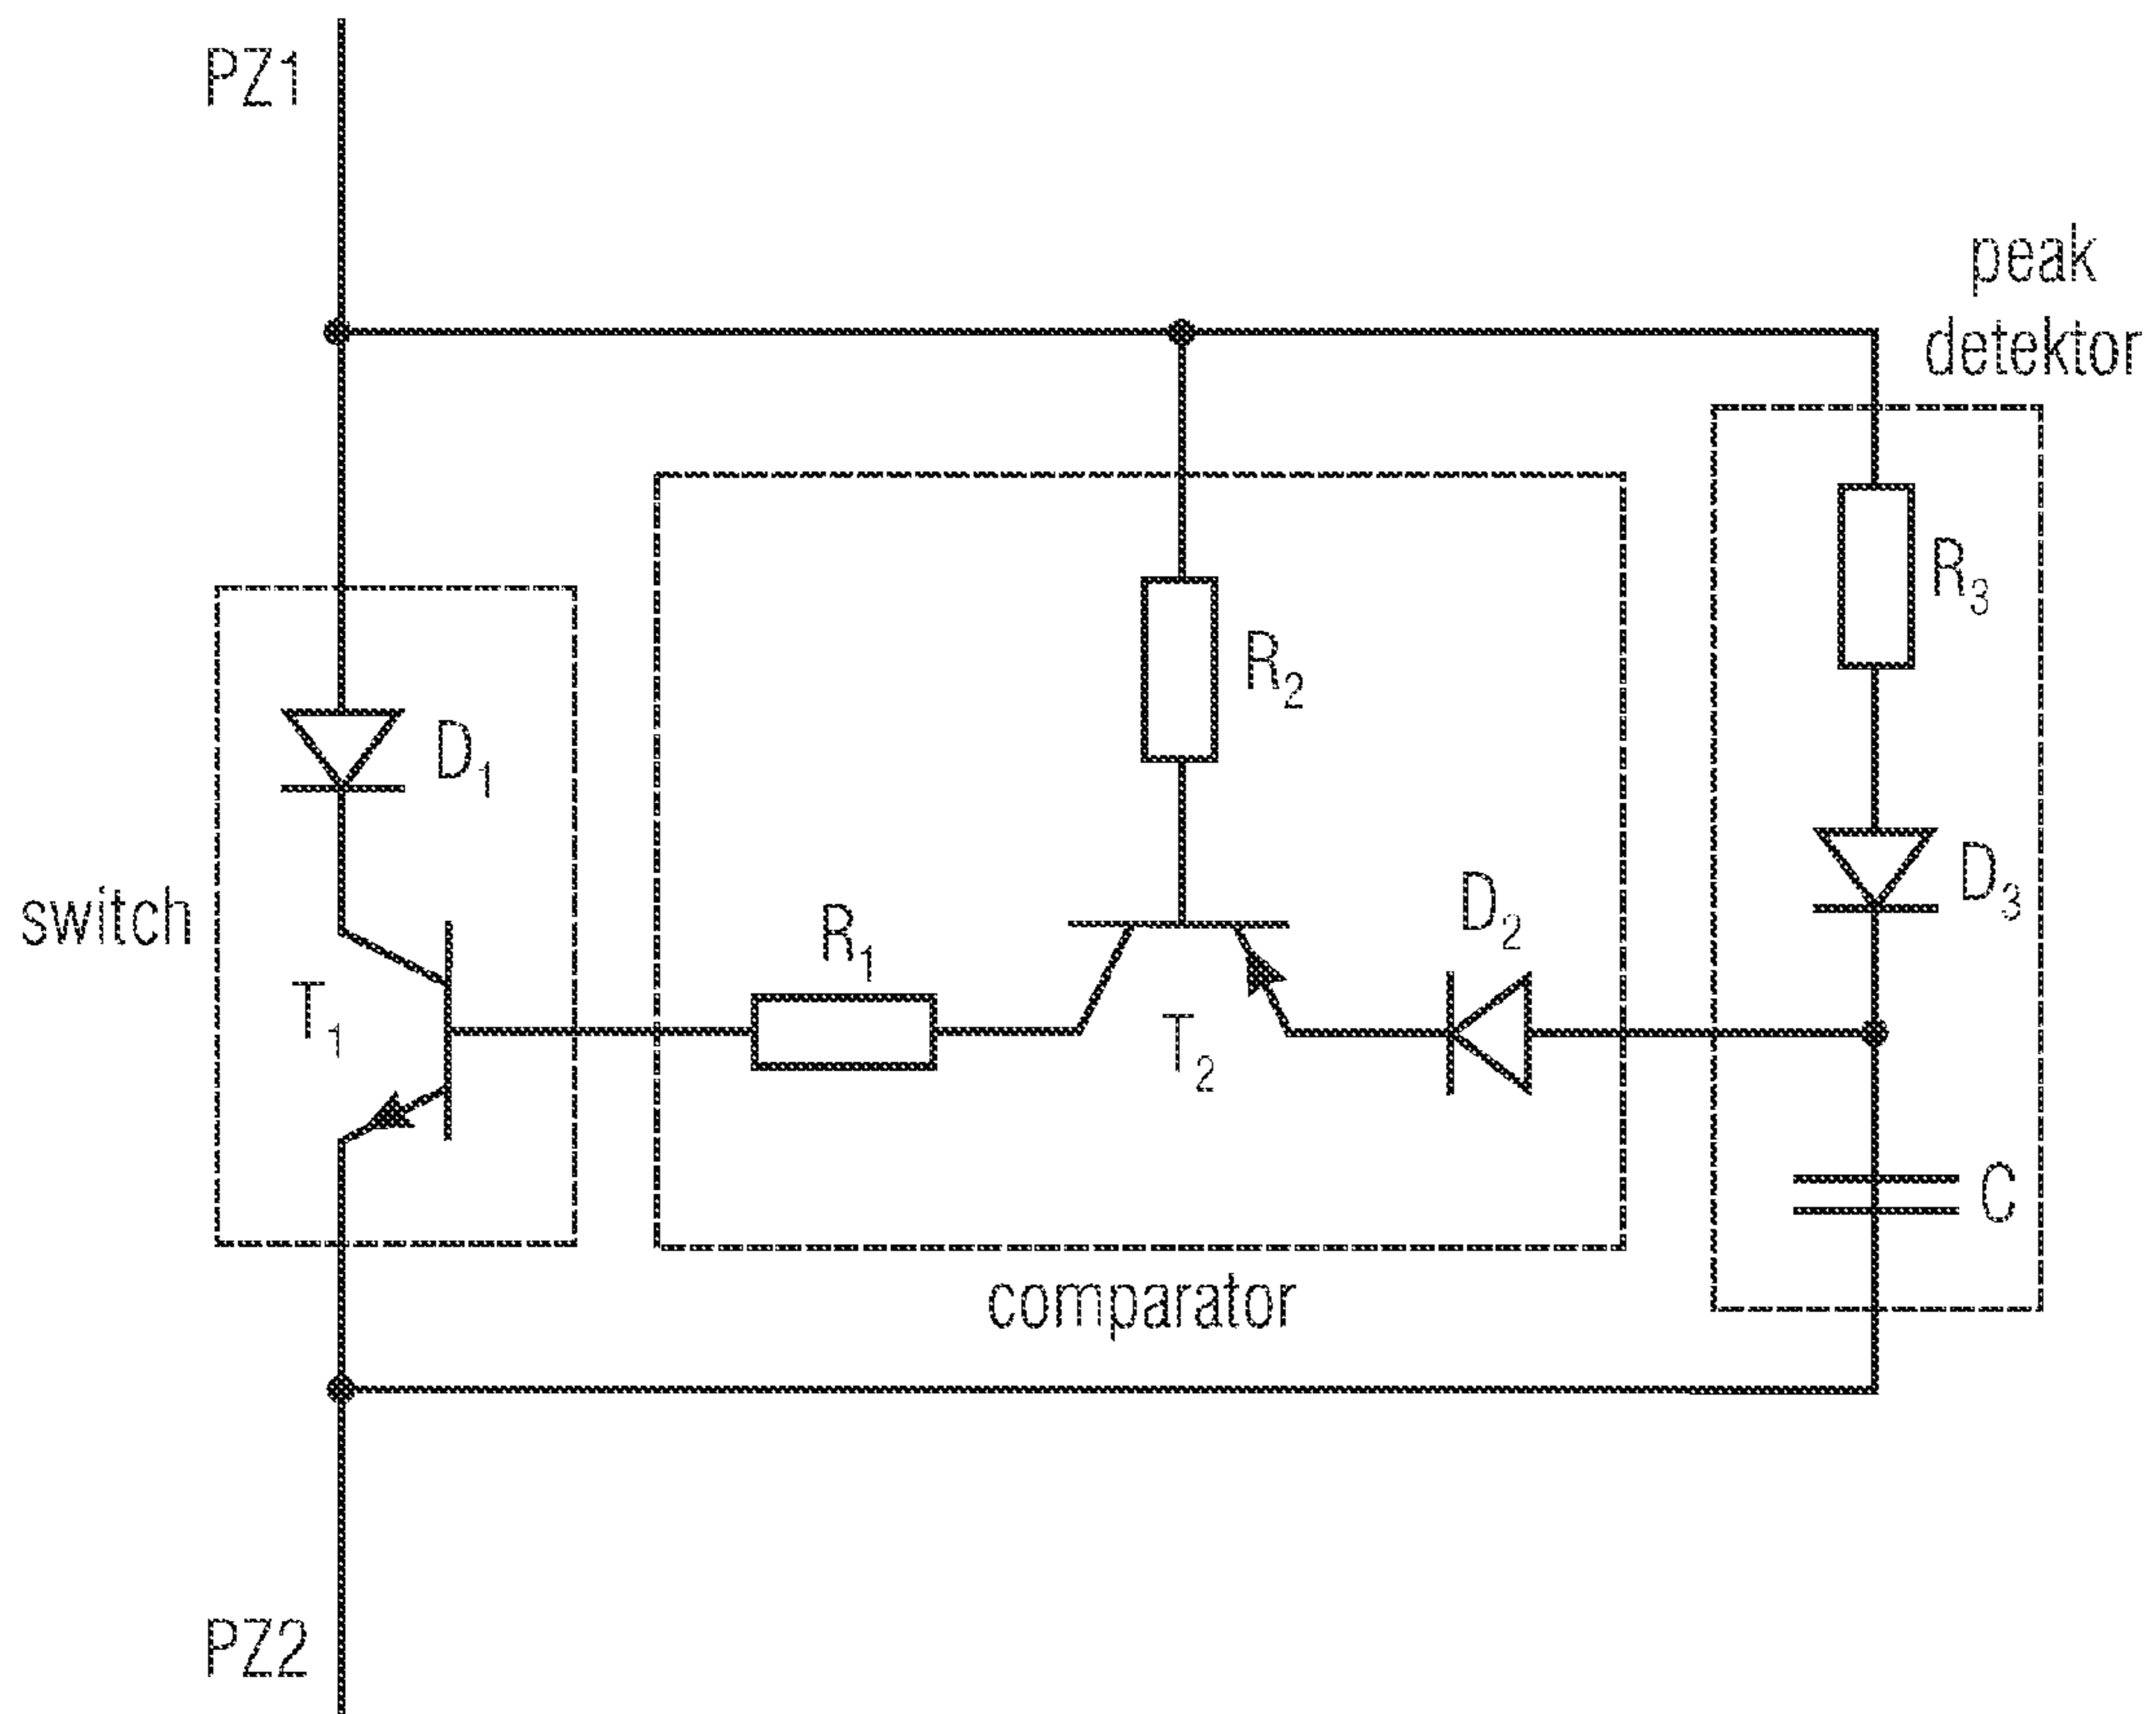 PZ1
peak
detektor
R3
R2
D1
D3
switch
R1
D2
T1
T2
C
comparator
PZ2